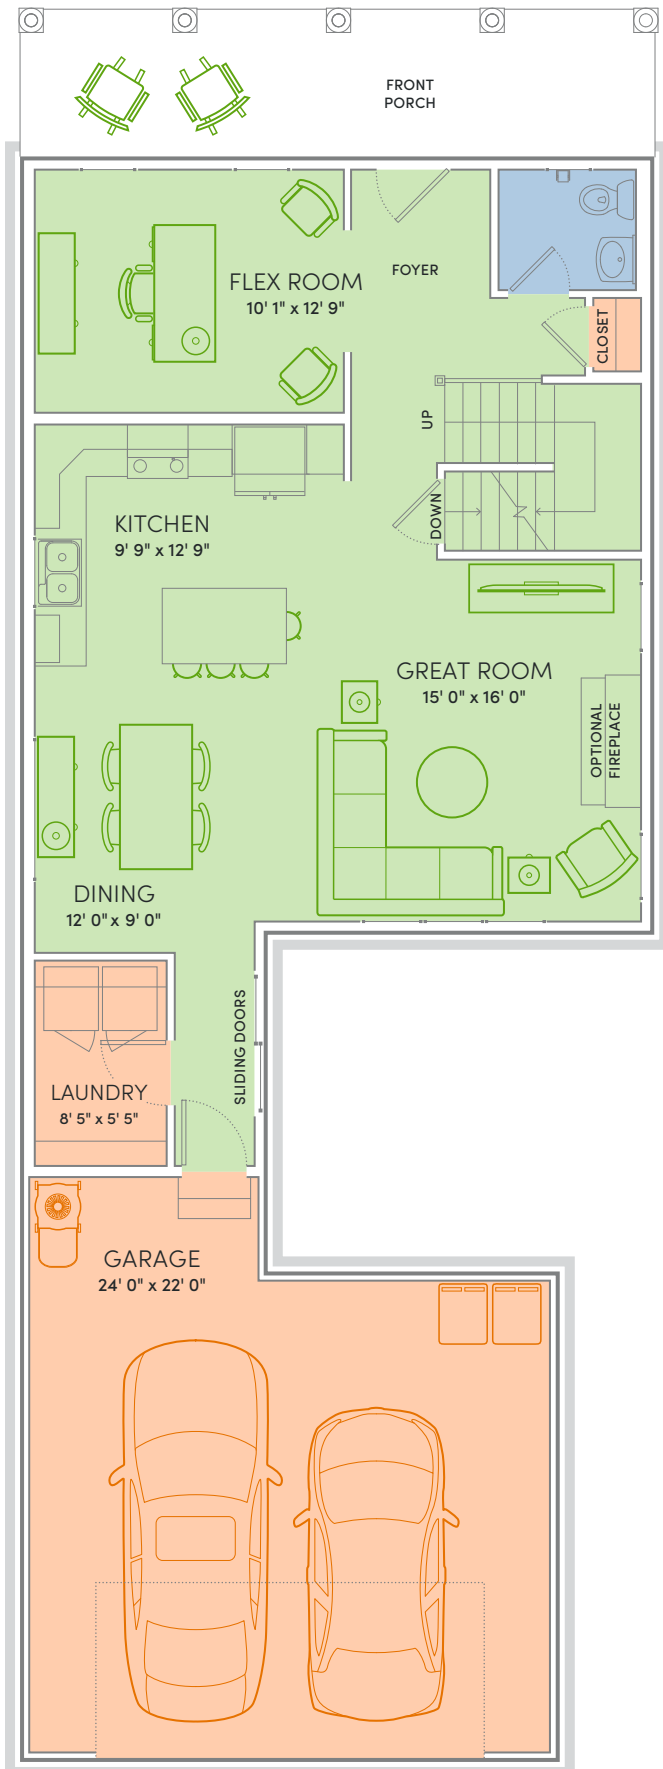 FRONT
PORCH
FLEX ROOM
10' 1" x 12' 9"
FOYER
CLOSET
UP
DOWN
KITCHEN
9' 9" x 12' 9"
GREAT ROOM
15' 0" x 16' 0"
OPTIONAL
FIREPLACE
DINING
12' 0" x 9' 0"
SLIDING DOORS
LAUNDRY
8' 5" x 5' 5"
GARAGE
24' 0" x 22' 0"